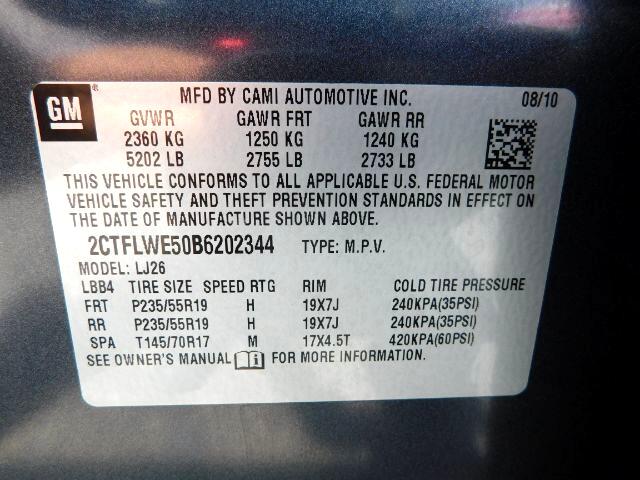 GM ® MFD BY CAMI AUTOMOTIVE INC. 08/10
GVWR GAWR FRT GAWR RR
2360 KG 1250 KG 1240 KG
5202 LB 2755 LB 2733 LB
THIS VEHICLE CONFORMS TO ALL APPLICABLE U.S. FEDERAL MOTOR
VEHICLE SAFETY AND THEFT PREVENTION STANDARDS IN EFFECT ON
THE DATE OF MANUFACTURE SHOWN ABOVE.
2CTFLWE50B6202344 TYPE: M.P.V.
MODEL: LJ26
LBB4 TIRE SIZE SPEED RTG RIM COLD TIRE PRESSURE
FRT P235/55R19 H 19X7J 240KPA(35PSI)
RR P235/55R19 H 19X7J 240KPA(35PSI)
SPA T145/70R17 M 17X4.5T 420KPA(60PSI)
SEE OWNER'S MANUAL FOR MORE INFORMATION.